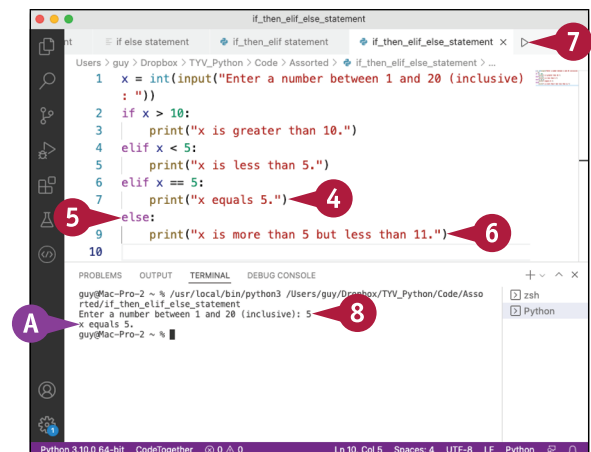 if_then_elif_else_statement
nt if else statement if_then_elif statement if_then_elif_else_statement ×
7
Users > guy > Dropbox > TYV_Python > Code > Assorted > if_then_elif_else_statement > ...
1 x = int(input("Enter a number between 1 and 20 (inclusive)
: "))
2 if x > 10:
3 print("x is greater than 10.")
4 elif x < 5:
5 print("x is less than 5.")
6 elif x == 5:
7 print("x equals 5.") 4
5
8 else:
9 print("x is more than 5 but less than 11.") 6
10
PROBLEMS OUTPUT TERMINAL DEBUG CONSOLE
guy@Mac-Pro-2 ~ % /usr/local/bin/python3 /Users/guy/Dropbox/TYV_Python/Code/Asso
rted/if_then_elif_else_statement
Enter a number between 1 and 20 (inclusive): 5 8
A x equals 5.
guy@Mac-Pro-2 ~ %
zsh
Python
1
Python 3.10.0 64-bit CodeTogether 0 0 Ln 10, Col 5 Spaces: 4 UTF-8 LF Python